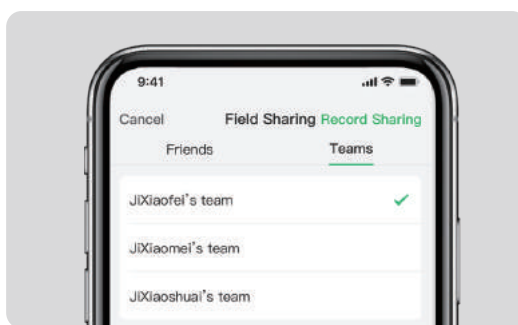 9:41
Cancel Field Sharing Record Sharing
Friends Teams
JiXiaofei's team
JiXiaomei's team
JiXiaoshuai's team